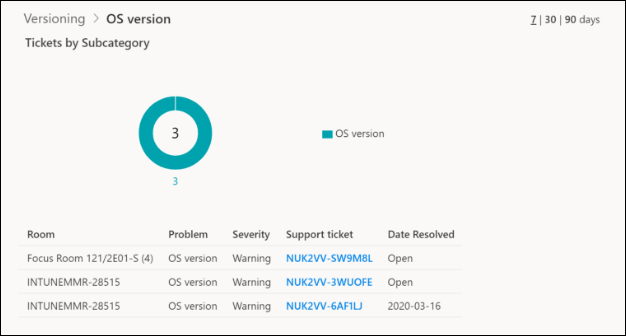 Versioning > OS version
7 | 30 | 90 days
Tickets by Subcategory
3
OS version
3
Room Problem Severity Support ticket Date Resolved
Focus Room 121/2E01-S (4) OS version Warning NUK2VV-SW9M8L Open
INTUNEMMR-28515 OS version Warning NUK2VV-3WUOFE Open
INTUNEMMR-28515 OS version Warning NUK2VV-6AF1LJ 2020-03-16